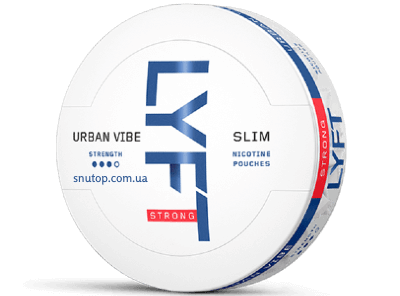 LYFT
URBAN VIBE
SLIM
STRENGTH
NICOTINE
POUCHES
snutop.com.ua
STRONG
STRONG
LYFT